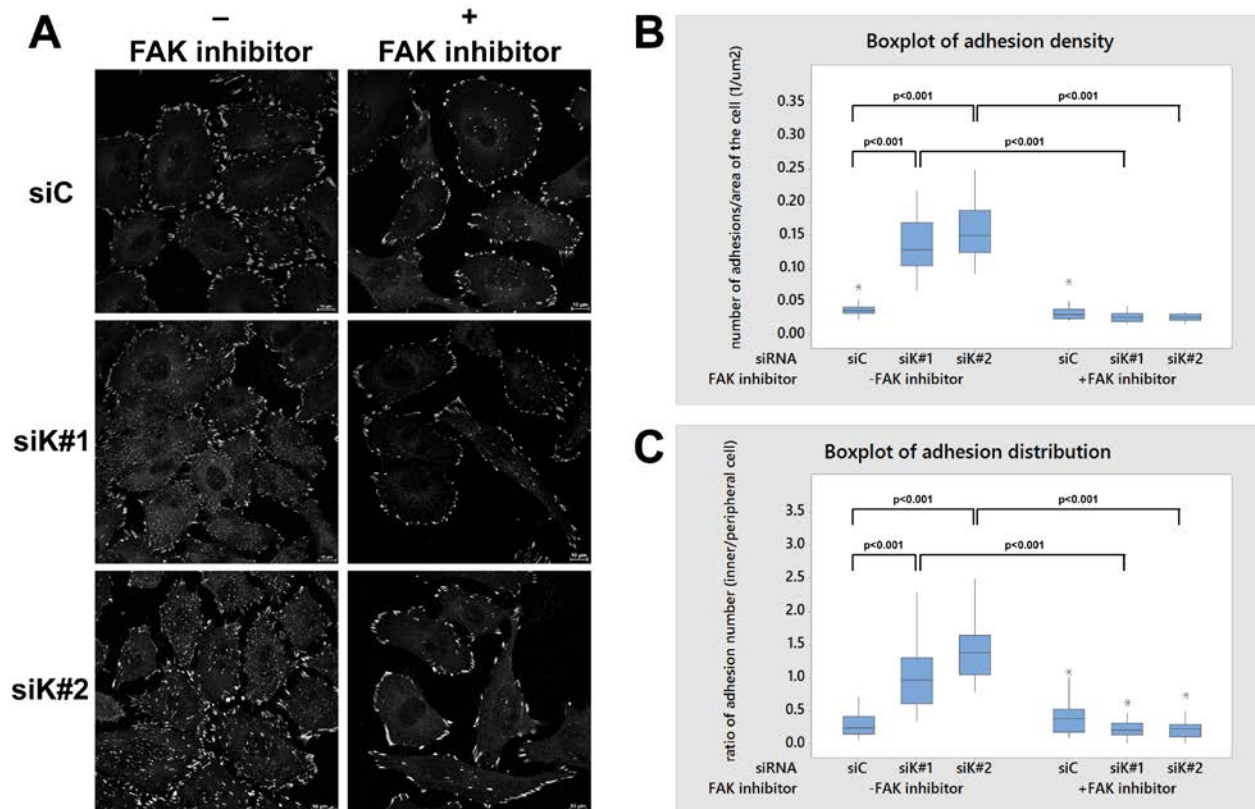 A
–
+
FAK inhibitor
FAK inhibitor
siC
siK#1
siK#2
10 µm
10 µm
B
Boxplot of adhesion density
number of adhesions/area of the cell (1/um2)
0.35
0.30
0.25
0.20
0.15
0.10
0.05
0.00
p<0.001
p<0.001
p<0.001
p<0.001
siRNA siC siK#1 siK#2 siC siK#1 siK#2
FAK inhibitor -FAK inhibitor +FAK inhibitor
C
Boxplot of adhesion distribution
ratio of adhesion number (inner/peripheral cell)
3.5
3.0
2.5
2.0
1.5
1.0
0.5
0.0
p<0.001
p<0.001
p<0.001
p<0.001
siRNA siC siK#1 siK#2 siC siK#1 siK#2
FAK inhibitor -FAK inhibitor +FAK inhibitor